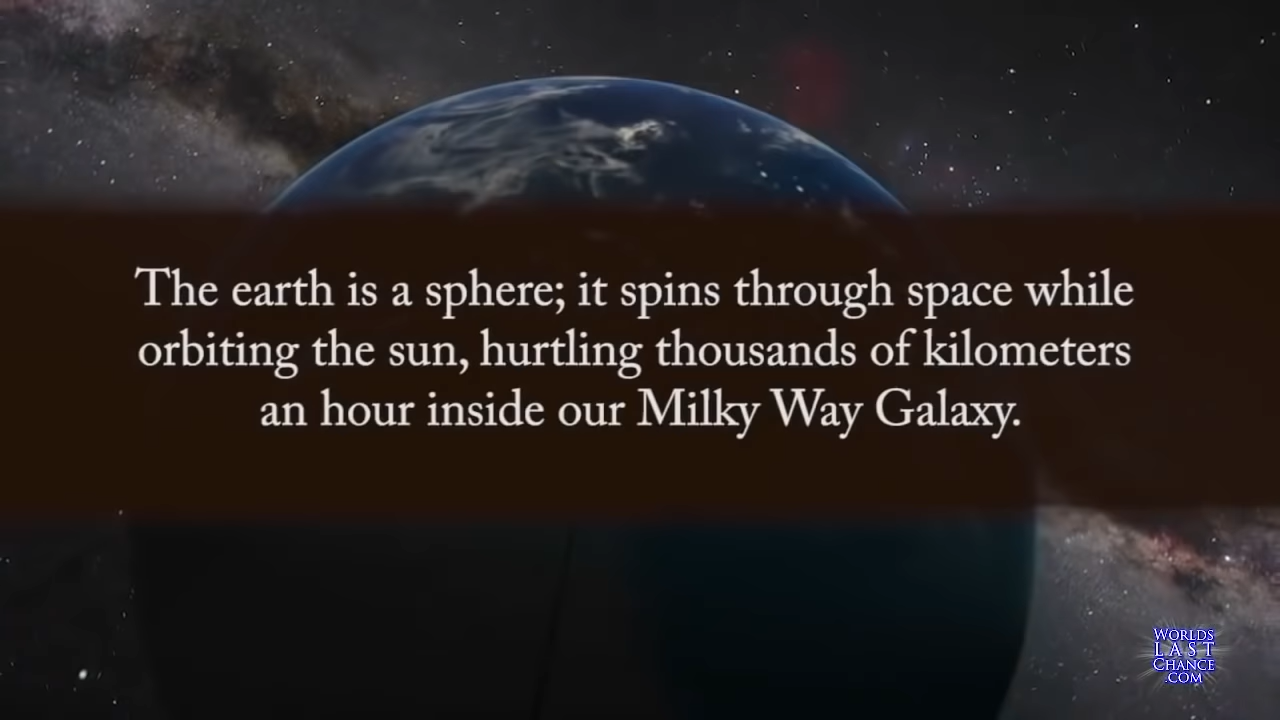 The earth is a sphere; it spins through space while
orbiting the sun, hurtling thousands of kilometers
an hour inside our Milky Way Galaxy.
WORLDS
LAST
CHANCE
.COM